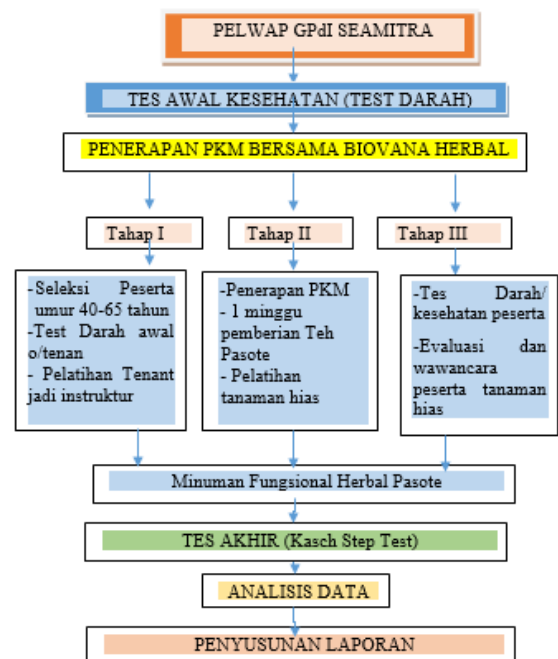 PELWAP GPdI SEAMITRA
TES AWAL KESEHATAN (TEST DARAH)
PENERAPAN PKM BERSAMA BIOVANA HERBAL
Tahap I
Tahap II
Tahap III
-Seleksi Peserta
umur 40-65 tahun
-Test Darah awal
o/tenan
- Pelatihan Tenant
jadi instruktur
-Penerapan PKM
- 1 minggu
pemberian Teh
Pasote
- Pelatihan
tanaman hias
-Tes Darah/
kesehatan peserta
-Evaluasi dan
wawancara
peserta tanaman
hias
Minuman Fungsional Herbal Pasote
TES AKHIR (Kasch Step Test)
ANALISIS DATA
PENYUSUNAN LAPORAN